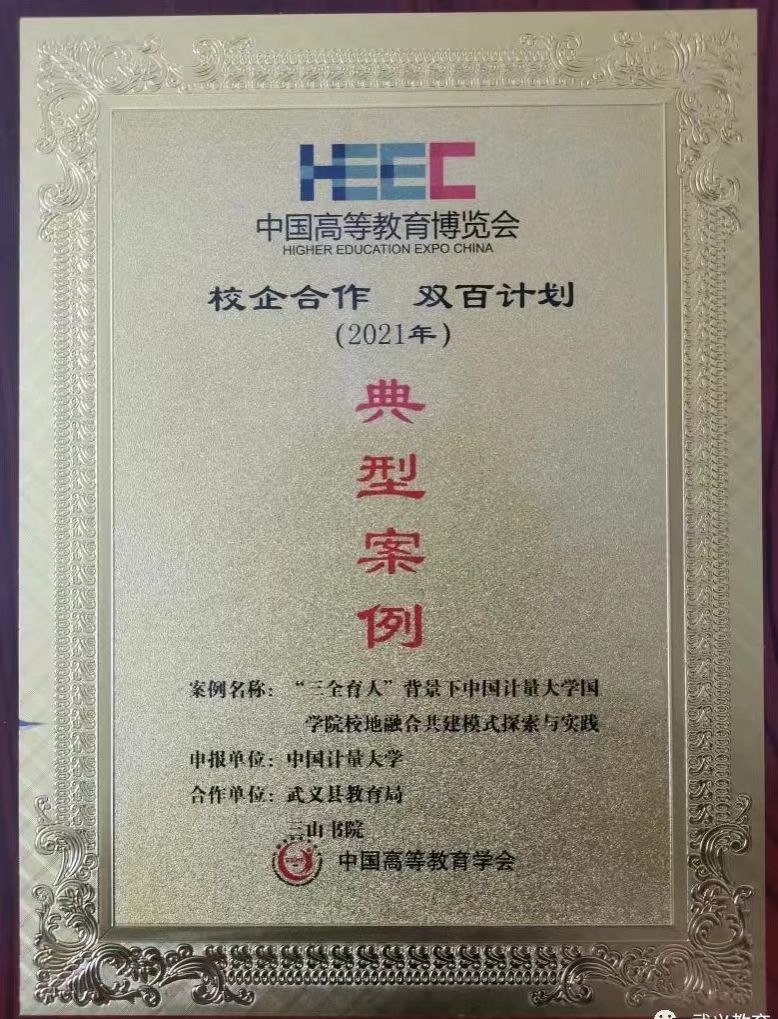 HEEC
中国高等教育博览会
HIGHER EDUCATION EXPO CHINA
校企合作 双百计划
(2021年)
典
型
案
例
案例名称：“三全育人”背景下中国计量大学国
学院校地融合共建模式探索与实践
申报单位：中国计量大学
合作单位：武义县教育局
三山书院
中国高等教育学会
武义教育